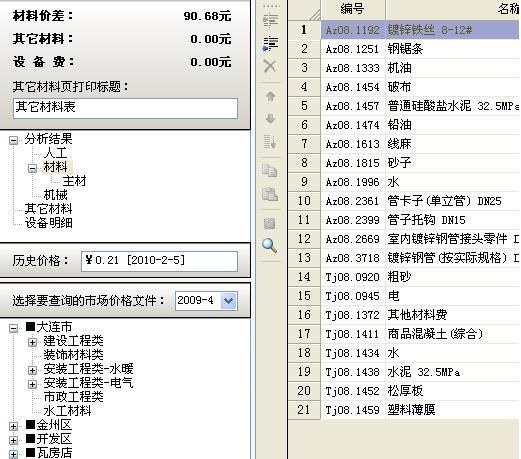 材料价差： 90.68元
其它材料： 0.00元
设 备 费： 0.00元
其它材料页打印标题：
其它材料表
分析结果
人工
材料
主材
机械
其它材料
设备明细
历史价格： ¥0.21 [2010-2-5]
选择要查询的市场价格文件： 2009-4
■大连市
建设工程类
装饰材料类
安装工程类-水暖
安装工程类-电气
市政工程类
水工材料
■金州区
■开发区
■瓦房店
编号 名称
1 Az08.1192 镀锌铁丝 8-12#
2 Az08.1251 钢锯条
3 Az08.1333 机油
4 Az08.1454 破布
5 Az08.1457 普通硅酸盐水泥 32.5MPa
6 Az08.1474 铅油
7 Az08.1613 线麻
8 Az08.1815 砂子
9 Az08.1996 水
10 Az08.2361 管卡子(单立管) DN25
11 Az08.2399 管子托钩 DN15
12 Az08.2669 室内镀锌钢管接头零件 D
13 Az08.3718 镀锌钢管(按实际规格) D
14 Tj08.0920 粗砂
15 Tj08.0945 电
16 Tj08.1372 其他材料费
17 Tj08.1411 商品混凝土(综合)
18 Tj08.1434 水
19 Tj08.1438 水泥 32.5MPa
20 Tj08.1452 松厚板
21 Tj08.1459 塑料薄膜